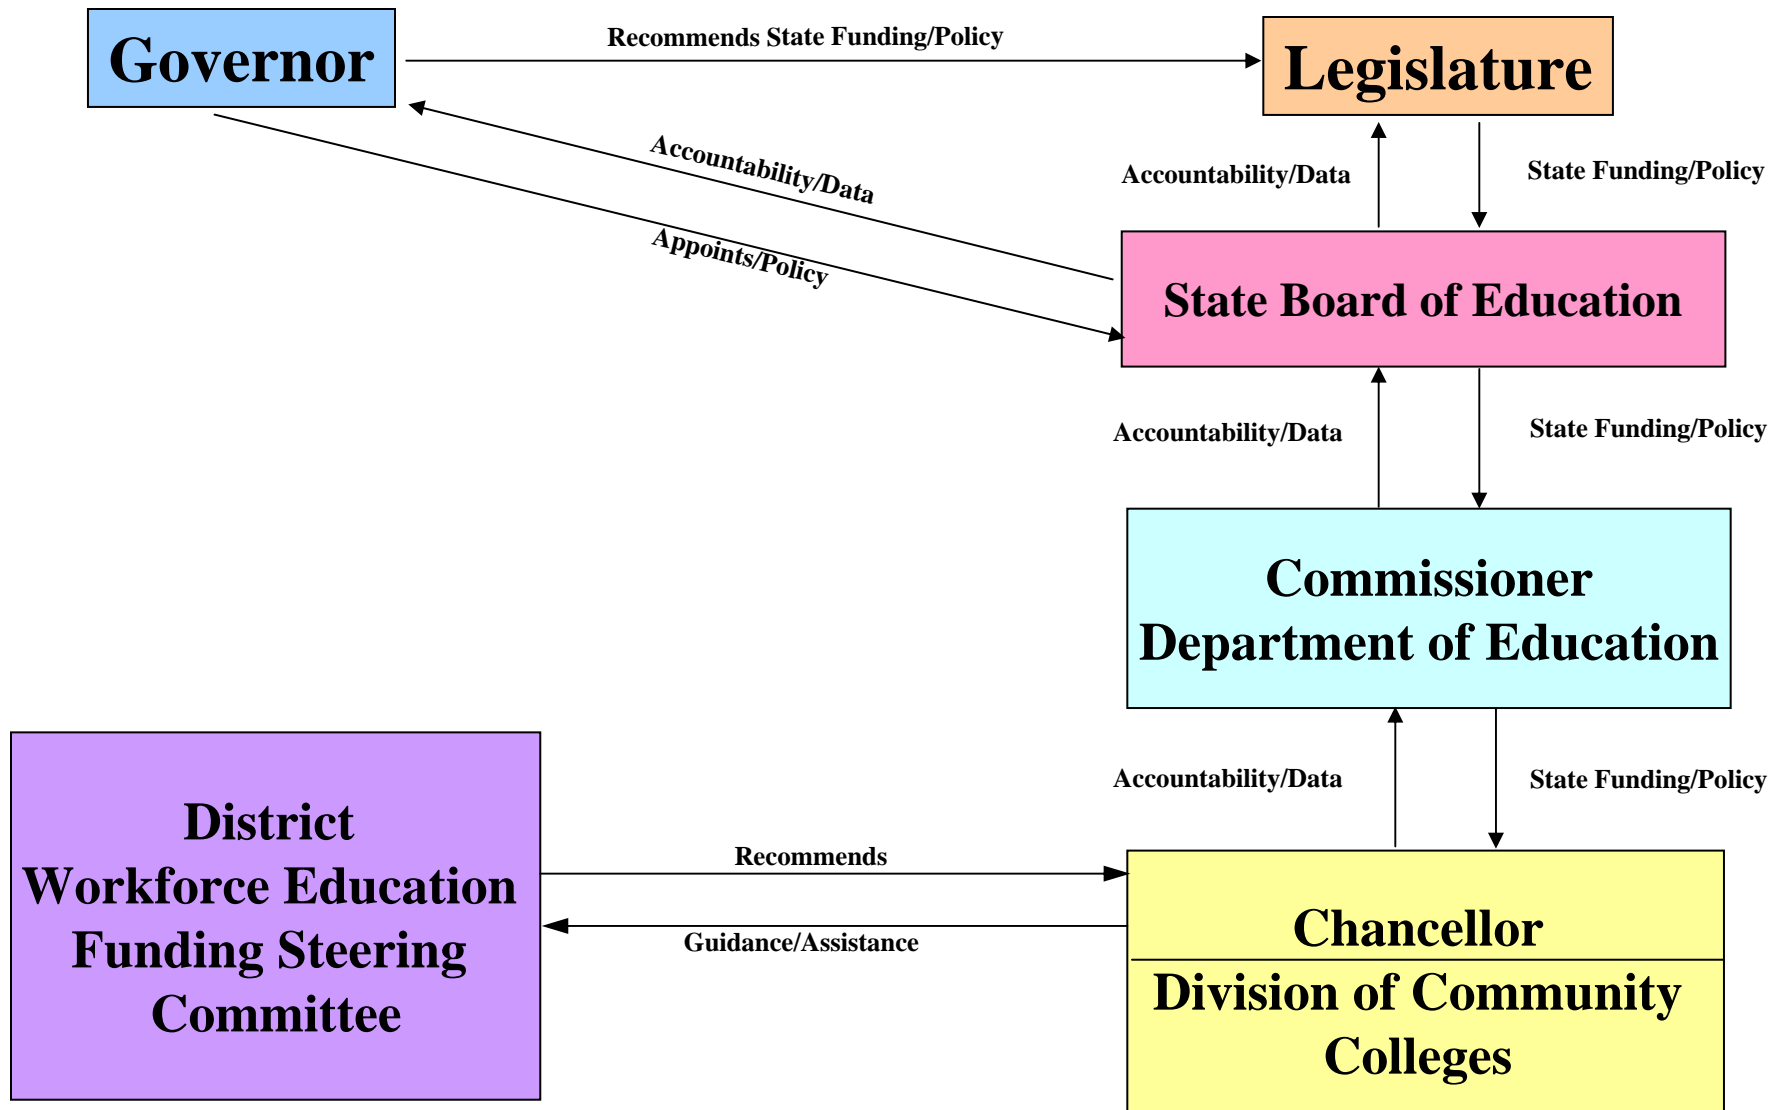 Governor
Recommends State Funding/Policy
Legislature
Accountability/Data
Appoints/Policy
Accountability/Data
State Funding/Policy
State Board of Education
Accountability/Data
State Funding/Policy
Commissioner
Department of Education
Accountability/Data
State Funding/Policy
District
Workforce Education
Funding Steering
Committee
Recommends
Guidance/Assistance
Chancellor
Division of Community
Colleges